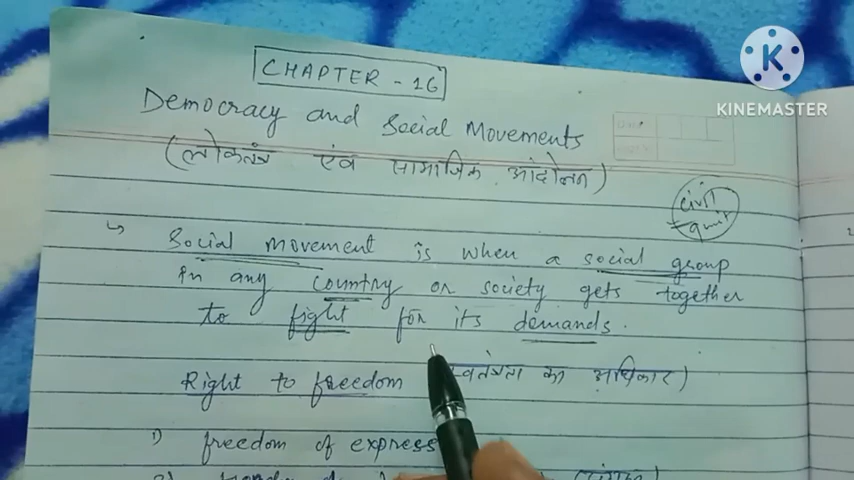 KINEMASTER
CHAPTER - 16
Democracy and Social Movements
(लोकतंत्र एंव सामाजिक आंदोलन)
civil
Social movement is when a social group
in any country or society gets together
to fight for its demands.
Right to freedom स्वतंत्रता का अधिकार)
1) freedom of express